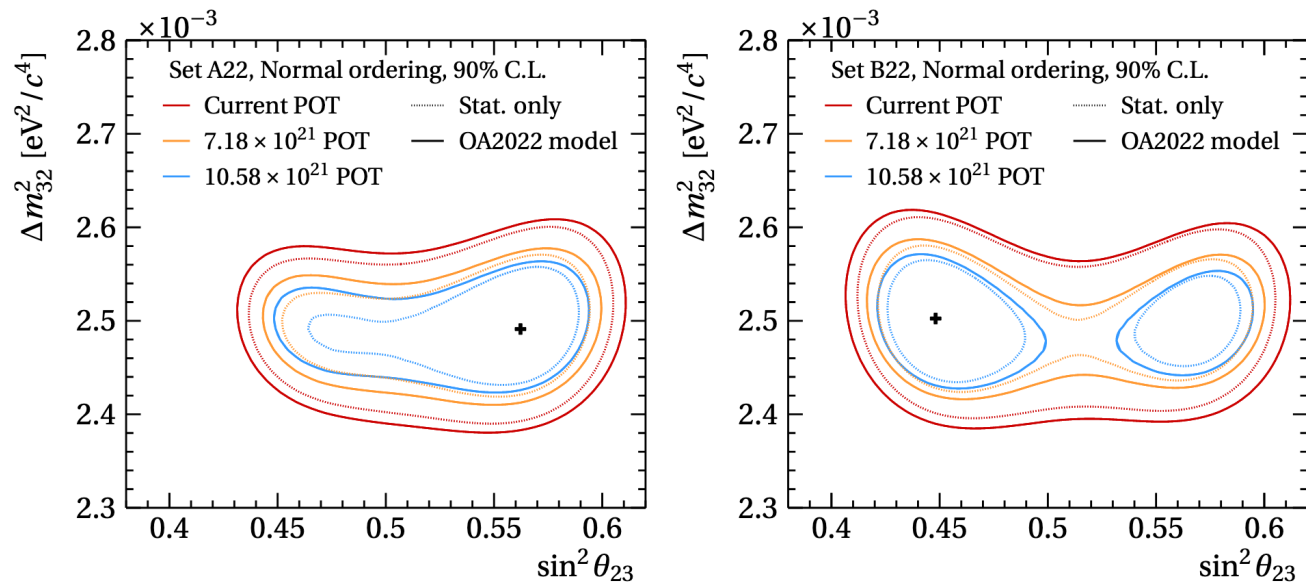 ×10⁻³
2.8
2.7
2.6
2.5
2.4
2.3
Δm²₃₂ [eV²/c⁴]
Set A22, Normal ordering, 90% C.L.
Current POT
Stat. only
7.18 × 10²¹ POT
OA2022 model
10.58 × 10²¹ POT
0.4 0.45 0.5 0.55 0.6
sin² θ₂₃
×10⁻³
2.8
2.7
2.6
2.5
2.4
2.3
Δm²₃₂ [eV²/c⁴]
Set B22, Normal ordering, 90% C.L.
Current POT
Stat. only
7.18 × 10²¹ POT
OA2022 model
10.58 × 10²¹ POT
0.4 0.45 0.5 0.55 0.6
sin² θ₂₃